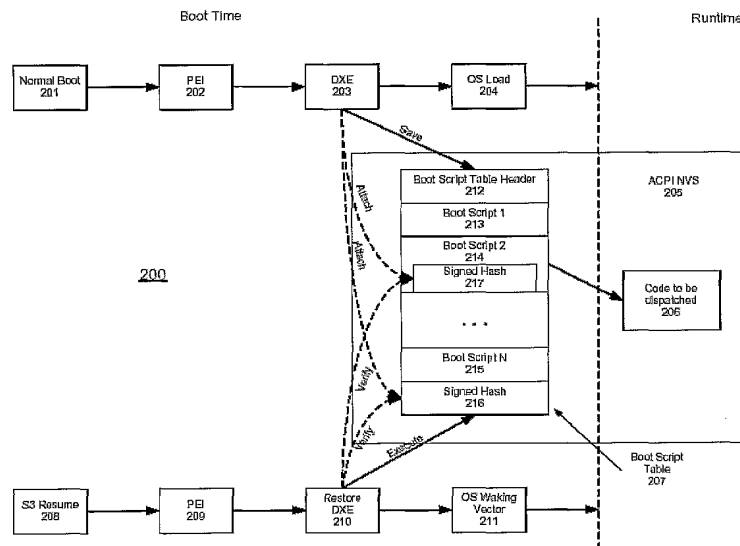 Boot Time
Runtime
Normal Boot
201
PEI
202
DXE
203
OS Load
204
Save
Boot Script Table Header
212
ACPI NVS
205
Attach
Boot Script 1
213
Boot Script 2
214
Attach
200
Signed Hash
217
Code to be
dispatched
206
. . .
Verify
Boot Script N
215
Signed Hash
216
Verify
Execute
Boot Script
Table
207
S3 Resume
208
PEI
209
Restore
DXE
210
OS Waking
Vector
211